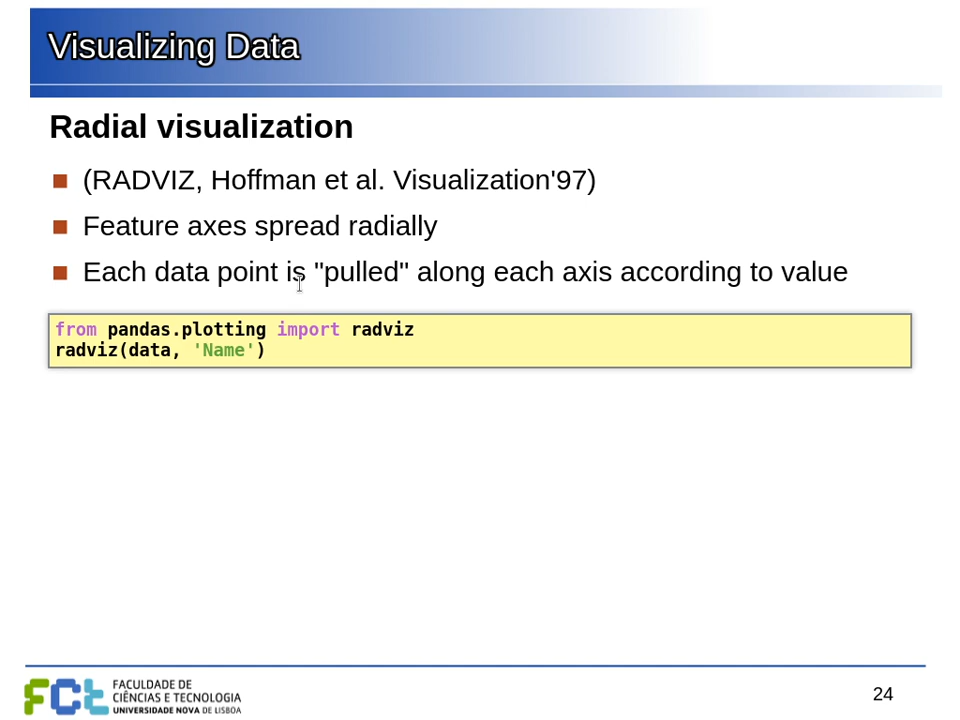 Visualizing Data
Radial visualization
(RADVIZ, Hoffman et al. Visualization'97)
Feature axes spread radially
Each data point is "pulled" along each axis according to value
from pandas.plotting import radviz
radviz(data, 'Name')
FCt
FACULDADE DE
CIÊNCIAS E TECNOLOGIA
UNIVERSIDADE NOVA DE LISBOA
24